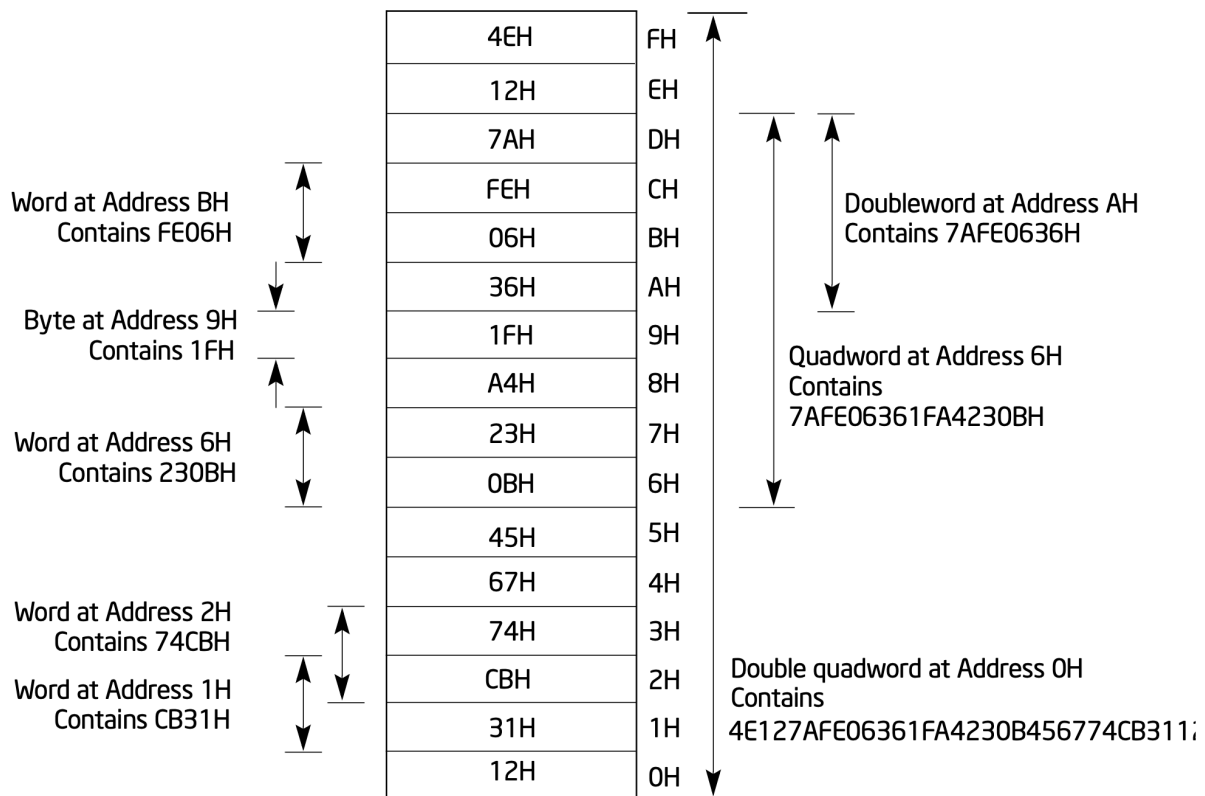 4EH FH
12H EH
7AH DH
FEH CH
06H BH
36H AH
1FH 9H
A4H 8H
23H 7H
0BH 6H
45H 5H
67H 4H
74H 3H
CBH 2H
31H 1H
12H 0H
Word at Address BH
Contains FE06H
Byte at Address 9H
Contains 1FH
Word at Address 6H
Contains 230BH
Word at Address 2H
Contains 74CBH
Word at Address 1H
Contains CB31H
Doubleword at Address AH
Contains 7AFE0636H
Quadword at Address 6H
Contains
7AFE06361FA4230BH
Double quadword at Address 0H
Contains
4E127AFE06361FA4230B456774CB3112